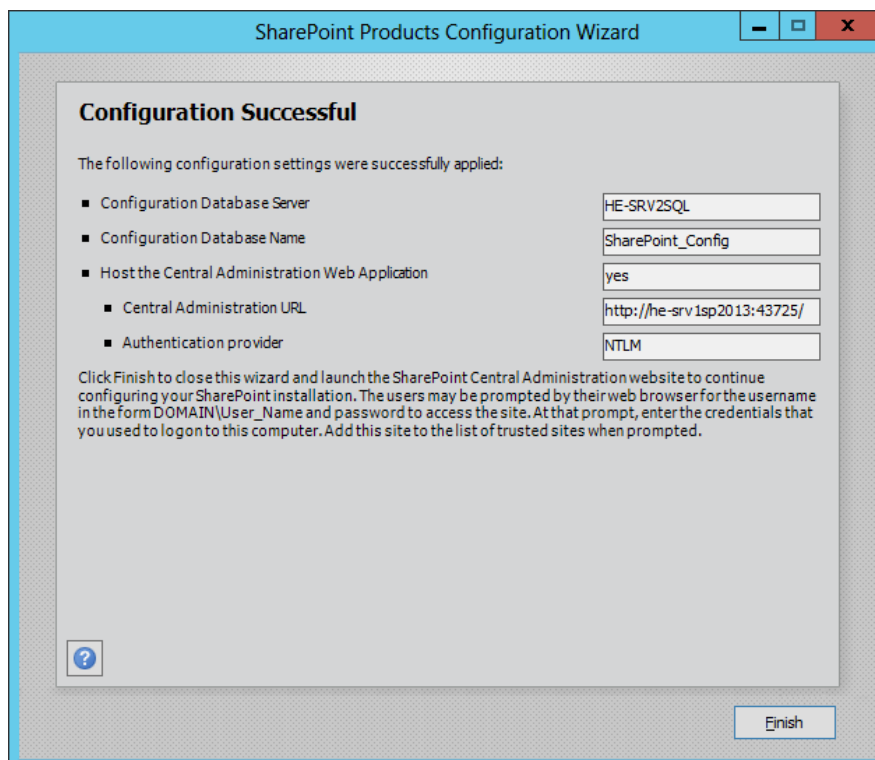 SharePoint Products Configuration Wizard
Configuration Successful
The following configuration settings were successfully applied:
Configuration Database Server HE-SRV2SQL
Configuration Database Name SharePoint_Config
Host the Central Administration Web Application yes
Central Administration URL http://he-srv1sp2013:43725/
Authentication provider NTLM
Click Finish to close this wizard and launch the SharePoint Central Administration website to continue
configuring your SharePoint installation. The users may be prompted by their web browser for the username
in the form DOMAIN\User_Name and password to access the site. At that prompt, enter the credentials that
you used to logon to this computer. Add this site to the list of trusted sites when prompted.
Finish